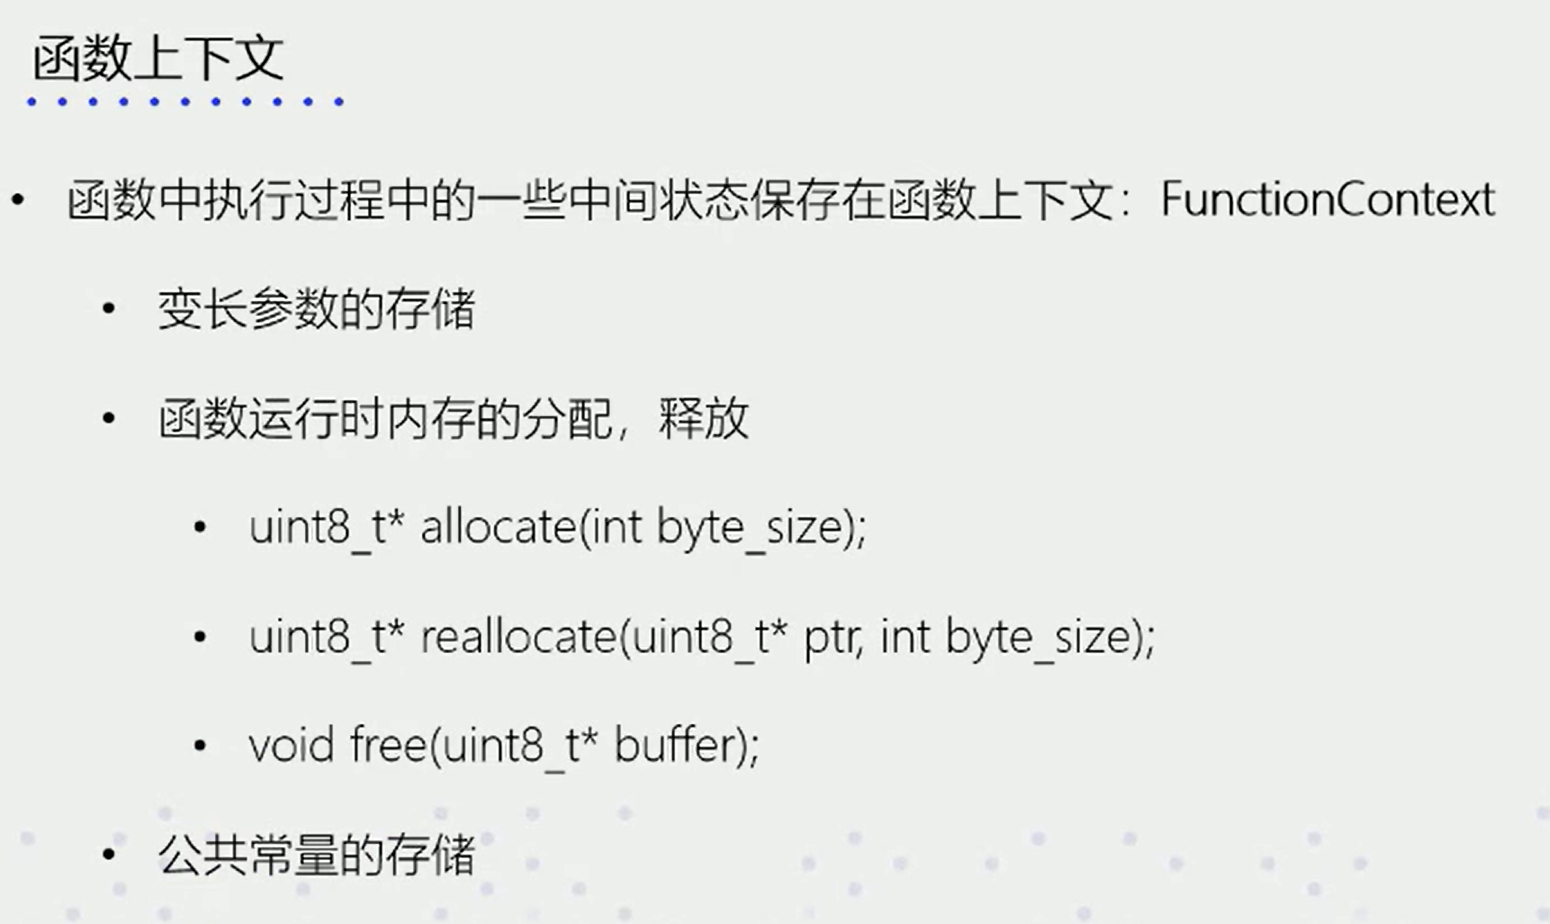 函数上下文
• 函数中执行过程中的一些中间状态保存在函数上下文：FunctionContext
• 变长参数的存储
• 函数运行时内存的分配，释放
• uint8_t* allocate(int byte_size);
• uint8_t* reallocate(uint8_t* ptr, int byte_size);
• void free(uint8_t* buffer);
• 公共常量的存储